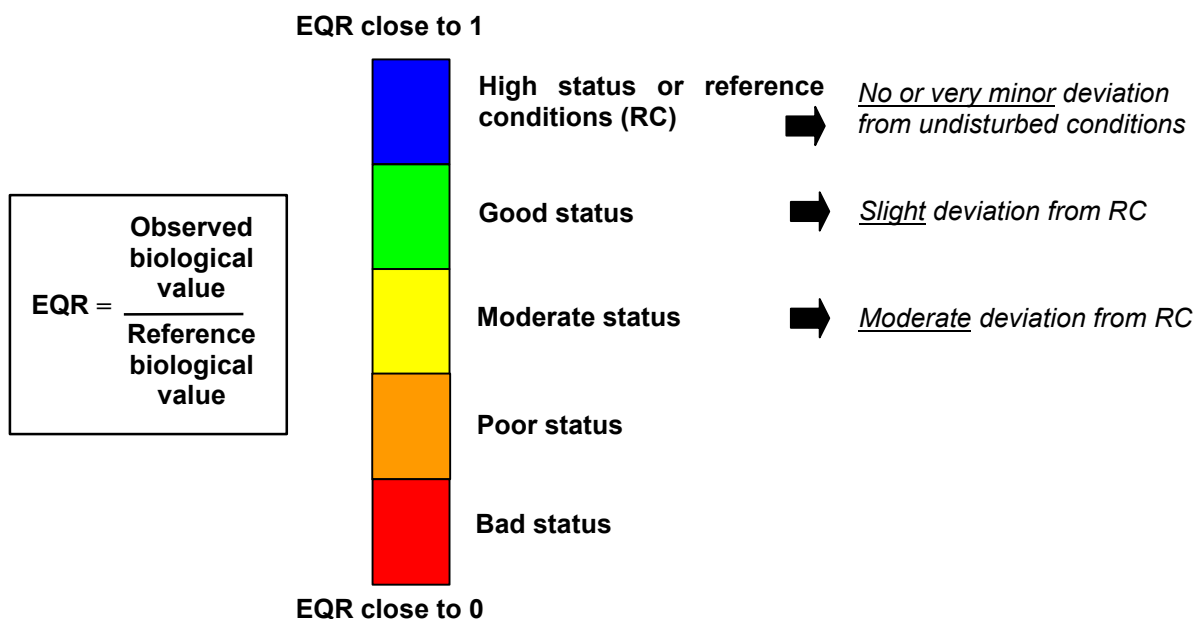 EQR close to 1
High status or reference
conditions (RC)
No or very minor deviation
from undisturbed conditions
Good status
Slight deviation from RC
Observed
biological
value
EQR =
Reference
biological
value
Moderate status
Moderate deviation from RC
Poor status
Bad status
EQR close to 0